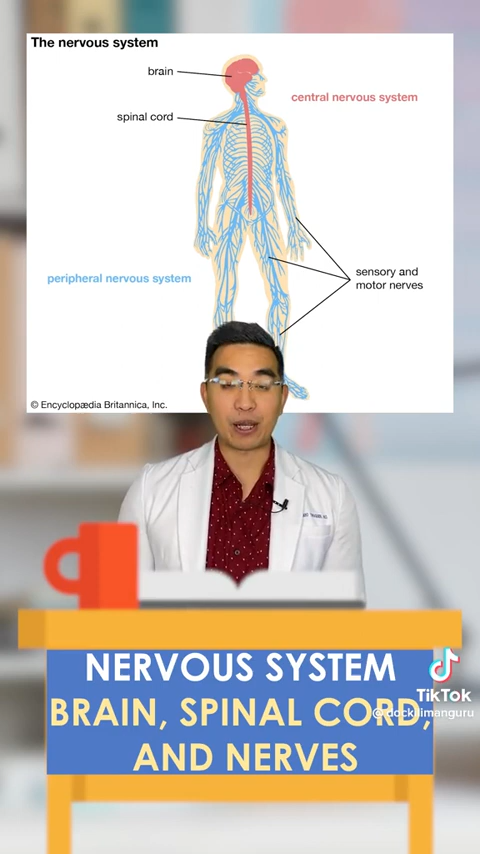 The nervous system
brain
central nervous system
spinal cord
peripheral nervous system
sensory and
motor nerves
© Encyclopædia Britannica, Inc.
NERVOUS SYSTEM
BRAIN, SPINAL CORD,
AND NERVES
TikTok
@dockilimanguru